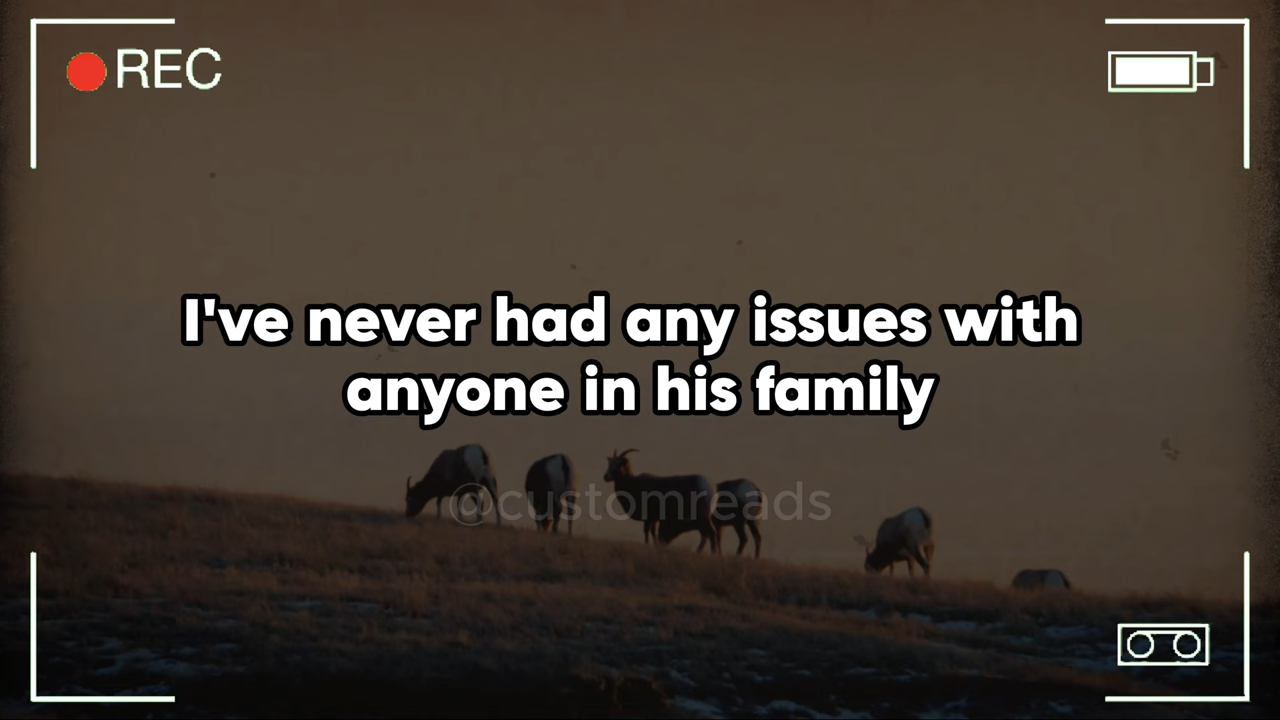 REC
I've never had any issues with
anyone in his family
@customreads